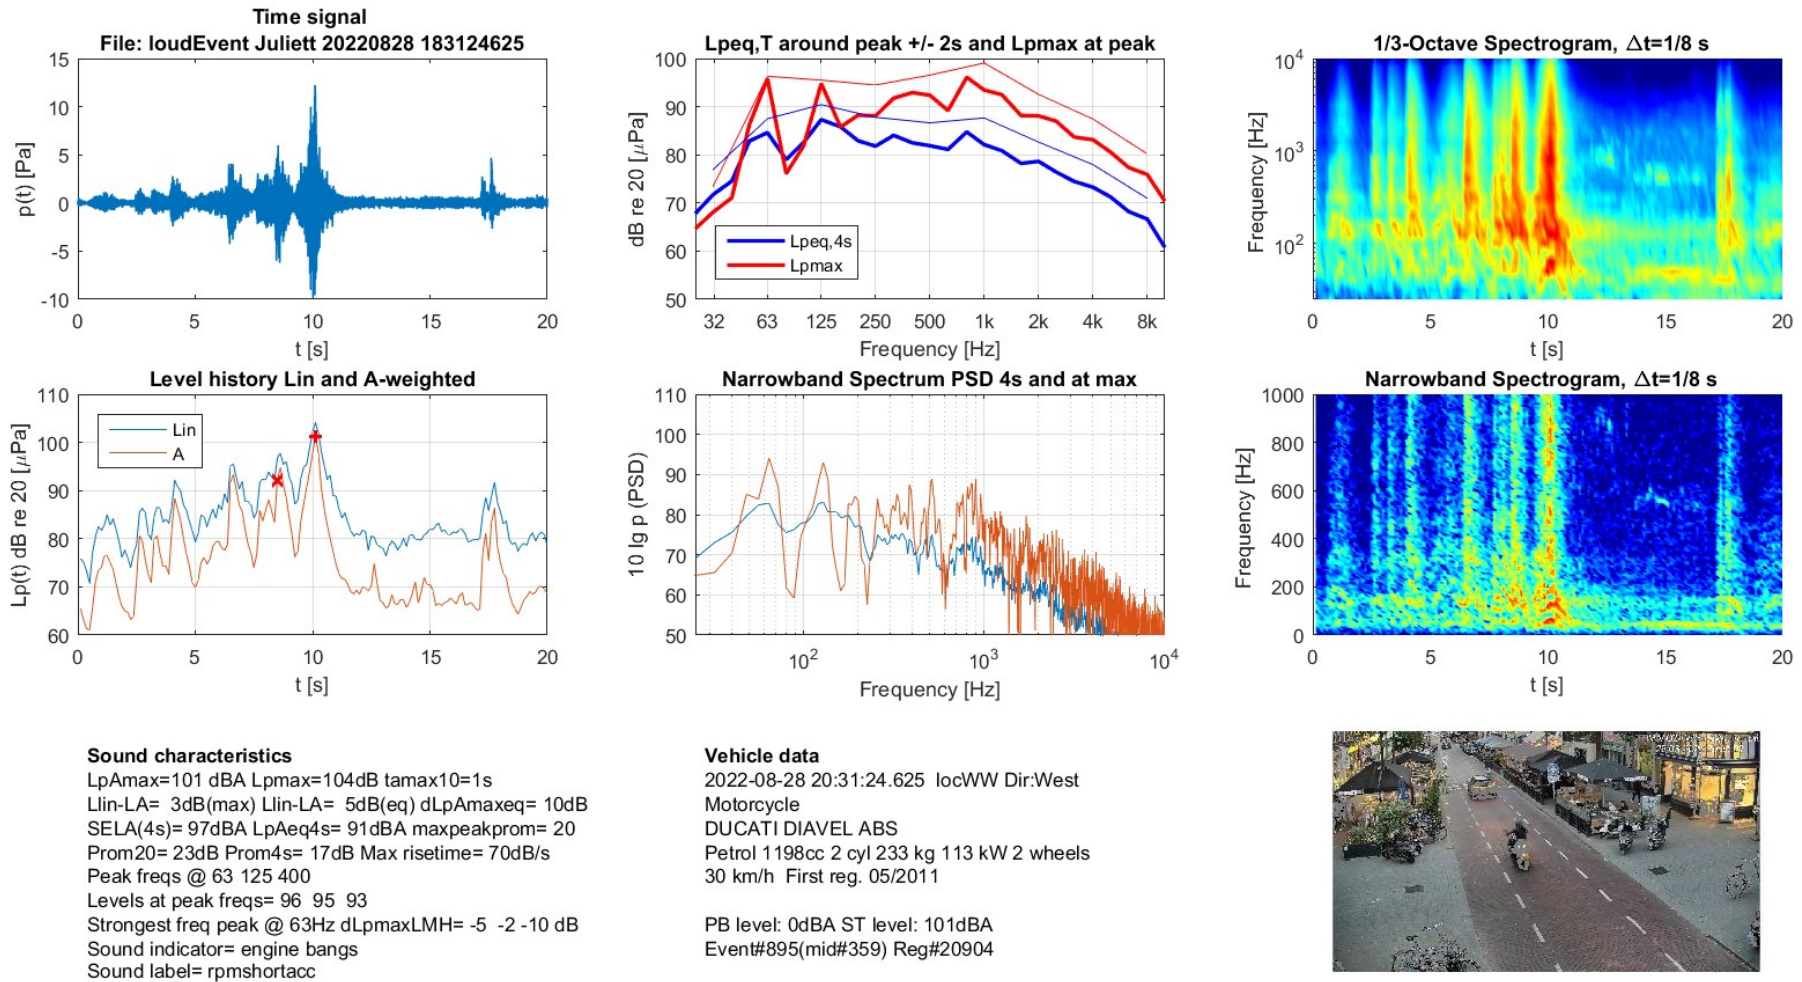 Time signal
File: loudEvent Juliett 20220828 183124625
15
10
5
0
-5
-10
p(t) [Pa]
0 5 10 15 20
t [s]
Lpeq,T around peak +/- 2s and Lpmax at peak
100
90
80
70
60
50
dB re 20 [μPa]
Lpeq,4s
Lpmax
32 63 125 250 500 1k 2k 4k 8k
Frequency [Hz]
1/3-Octave Spectrogram, Δt=1/8 s
10⁴
10³
10²
Frequency [Hz]
0 5 10 15 20
t [s]
Level history Lin and A-weighted
110
100
90
80
70
60
Lp(t) dB re 20 [μPa]
Lin
A
0 5 10 15 20
t [s]
Narrowband Spectrum PSD 4s and at max
110
100
90
80
70
60
50
10 lg p (PSD)
10² 10³ 10⁴
Frequency [Hz]
Narrowband Spectrogram, Δt=1/8 s
1000
800
600
400
200
0
Frequency [Hz]
0 5 10 15 20
t [s]
Sound characteristics
LpAmax=101 dBA Lpmax=104dB tamax10=1s
Llin-LA= 3dB(max) Llin-LA= 5dB(eq) dLpAmaxeq= 10dB
SELA(4s)= 97dBA LpAeq4s= 91dBA maxpeakprom= 20
Prom20= 23dB Prom4s= 17dB Max risetime= 70dB/s
Peak freqs @ 63 125 400
Levels at peak freqs= 96 95 93
Strongest freq peak @ 63Hz dLpmaxLMH= -5 -2 -10 dB
Sound indicator= engine bangs
Sound label= rpmshortacc
Vehicle data
2022-08-28 20:31:24.625 locWW Dir:West
Motorcycle
DUCATI DIAVEL ABS
Petrol 1198cc 2 cyl 233 kg 113 kW 2 wheels
30 km/h First reg. 05/2011
PB level: 0dBA ST level: 101dBA
Event#895(mid#359) Reg#20904